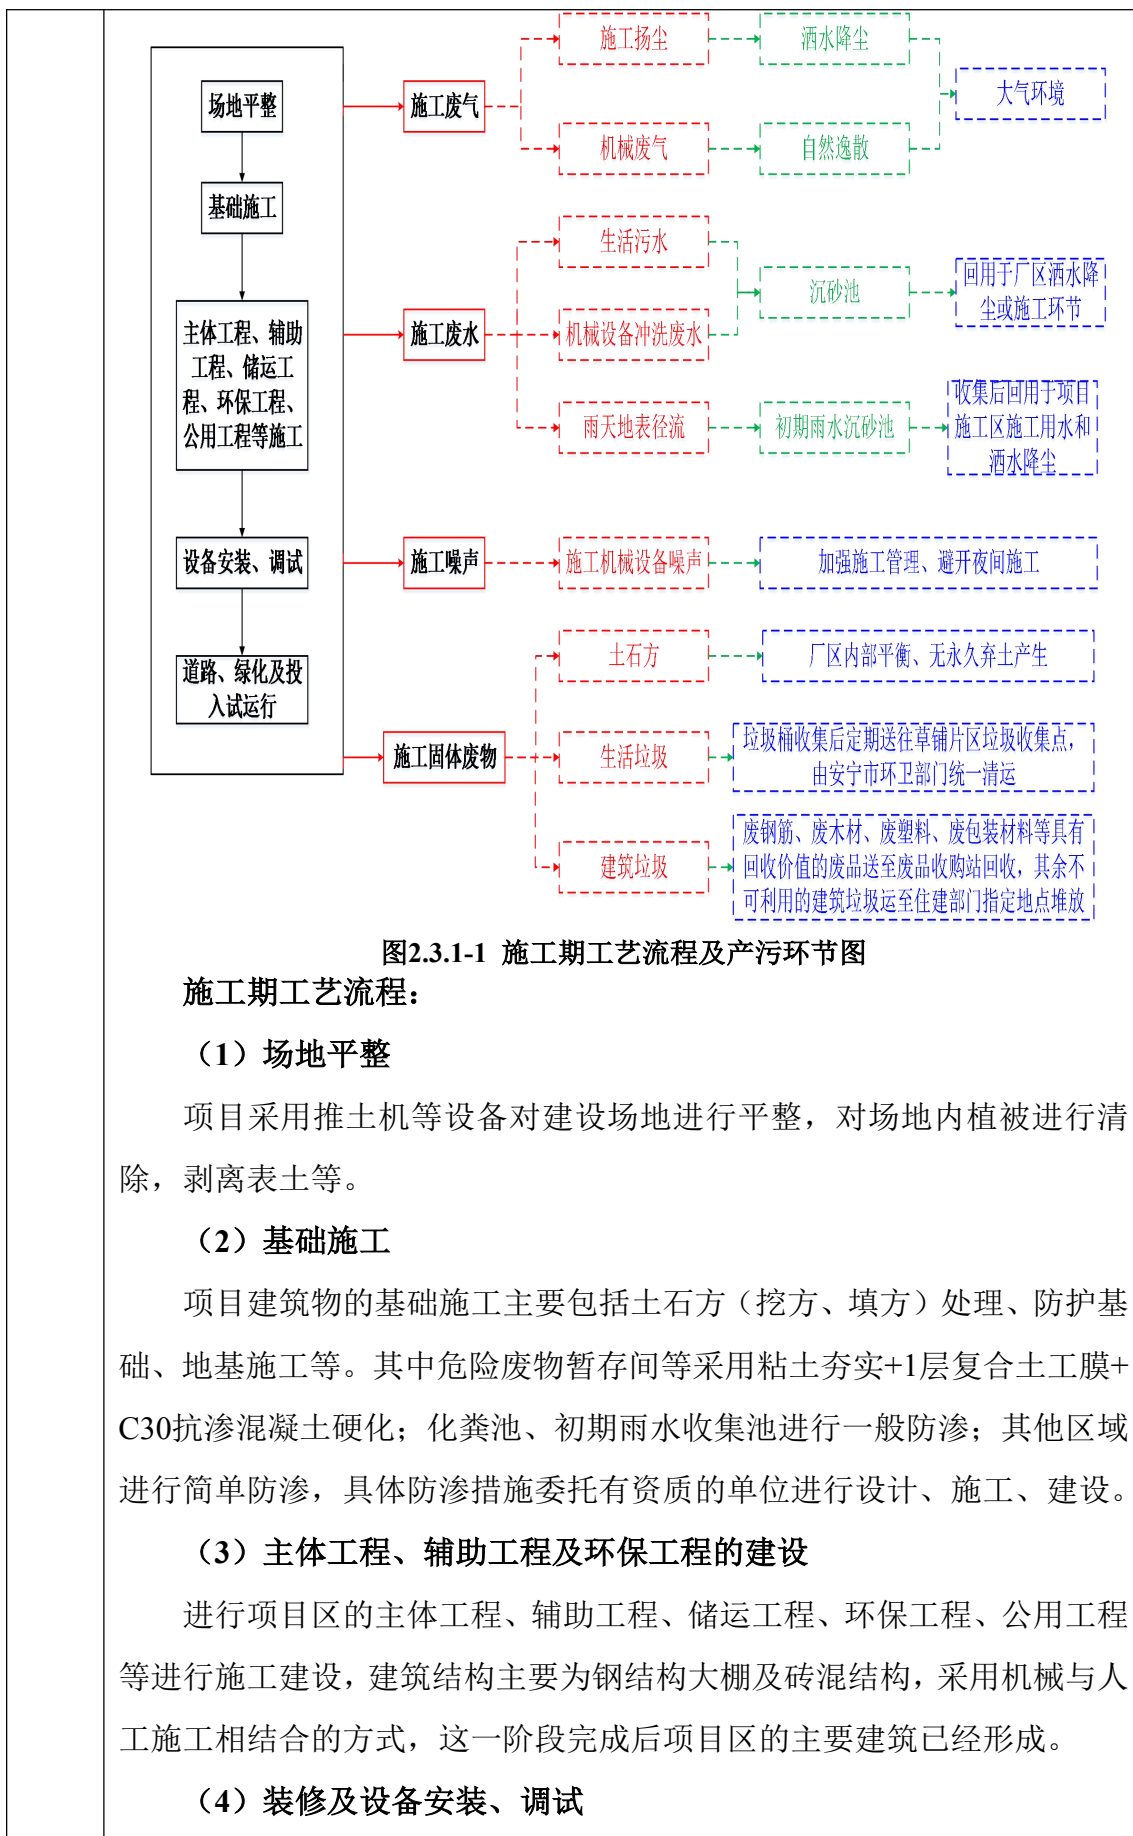 场地平整
基础施工
主体工程、辅助
工程、储运工
程、环保工程、
公用工程等施工
设备安装、调试
道路、绿化及投
入试运行
施工废气
施工扬尘
洒水降尘
机械废气
自然逸散
大气环境
施工废水
生活污水
机械设备冲洗废水
沉砂池
回用于厂区洒水降
尘或施工环节
雨天地表径流
初期雨水沉砂池
收集后回用于项目
施工区施工用水和
洒水降尘
施工噪声
施工机械设备噪声
加强施工管理、避开夜间施工
施工固体废物
土石方
厂区内部平衡、无永久弃土产生
生活垃圾
垃圾桶收集后定期送往草铺片区垃圾收集点，
由安宁市环卫部门统一清运
建筑垃圾
废钢筋、废木材、废塑料、废包装材料等具有
回收价值的废品送至废品收购站回收，其余不
可利用的建筑垃圾运至住建部门指定地点堆放
图2.3.1-1 施工期工艺流程及产污环节图
施工期工艺流程：
（1）场地平整
项目采用推土机等设备对建设场地进行平整，对场地内植被进行清
除，剥离表土等。
（2）基础施工
项目建筑物的基础施工主要包括土石方（挖方、填方）处理、防护基
础、地基施工等。其中危险废物暂存间等采用粘土夯实+1层复合土工膜+
C30抗渗混凝土硬化；化粪池、初期雨水收集池进行一般防渗；其他区域
进行简单防渗，具体防渗措施委托有资质的单位进行设计、施工、建设。
（3）主体工程、辅助工程及环保工程的建设
进行项目区的主体工程、辅助工程、储运工程、环保工程、公用工程
等进行施工建设，建筑结构主要为钢结构大棚及砖混结构，采用机械与人
工施工相结合的方式，这一阶段完成后项目区的主要建筑已经形成。
（4）装修及设备安装、调试